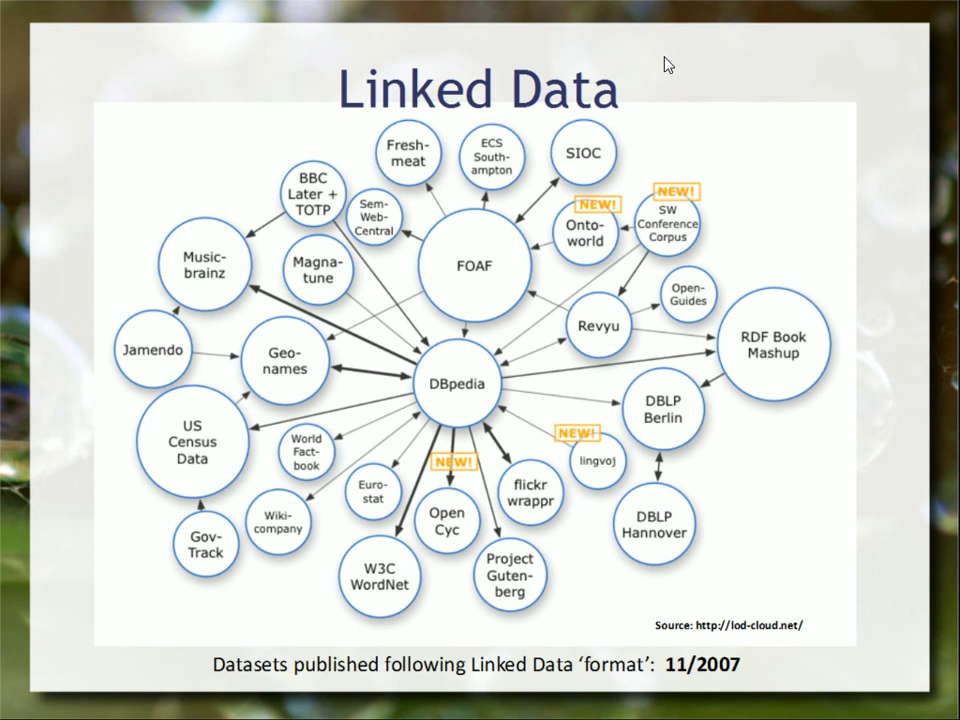 Linked Data
Fresh-
meat
ECS
South-
ampton
SIOC
BBC
Later +
TOTP
Sem-
Web-
Central
NEW!
Onto-
world
NEW!
SW
Conference
Corpus
Music-
brainz
Magna-
tune
FOAF
Open-
Guides
Revyu
RDF Book
Mashup
Jamendo
Geo-
names
DBpedia
DBLP
Berlin
US
Census
Data
World
Fact-
book
NEW!
lingvoj
NEW!
Euro-
stat
flickr
wrappr
Wiki-
company
Open
Cyc
DBLP
Hannover
Gov-
Track
W3C
WordNet
Project
Guten-
berg
Source: http://lod-cloud.net/
Datasets published following Linked Data ‘format’: 11/2007